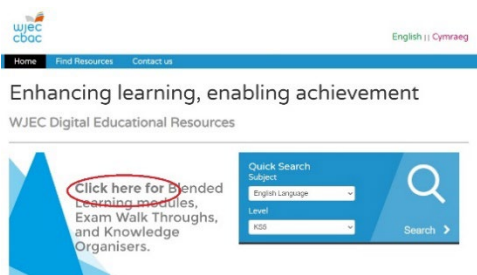 wjec
cbac
English || Cymraeg
Home Find Resources Contact us
Enhancing learning, enabling achievement
WJEC Digital Educational Resources
Click here for Blended
Learning modules,
Exam Walk Throughs,
and Knowledge
Organisers.
Quick Search
Subject
English Language
Level
KS5
Search